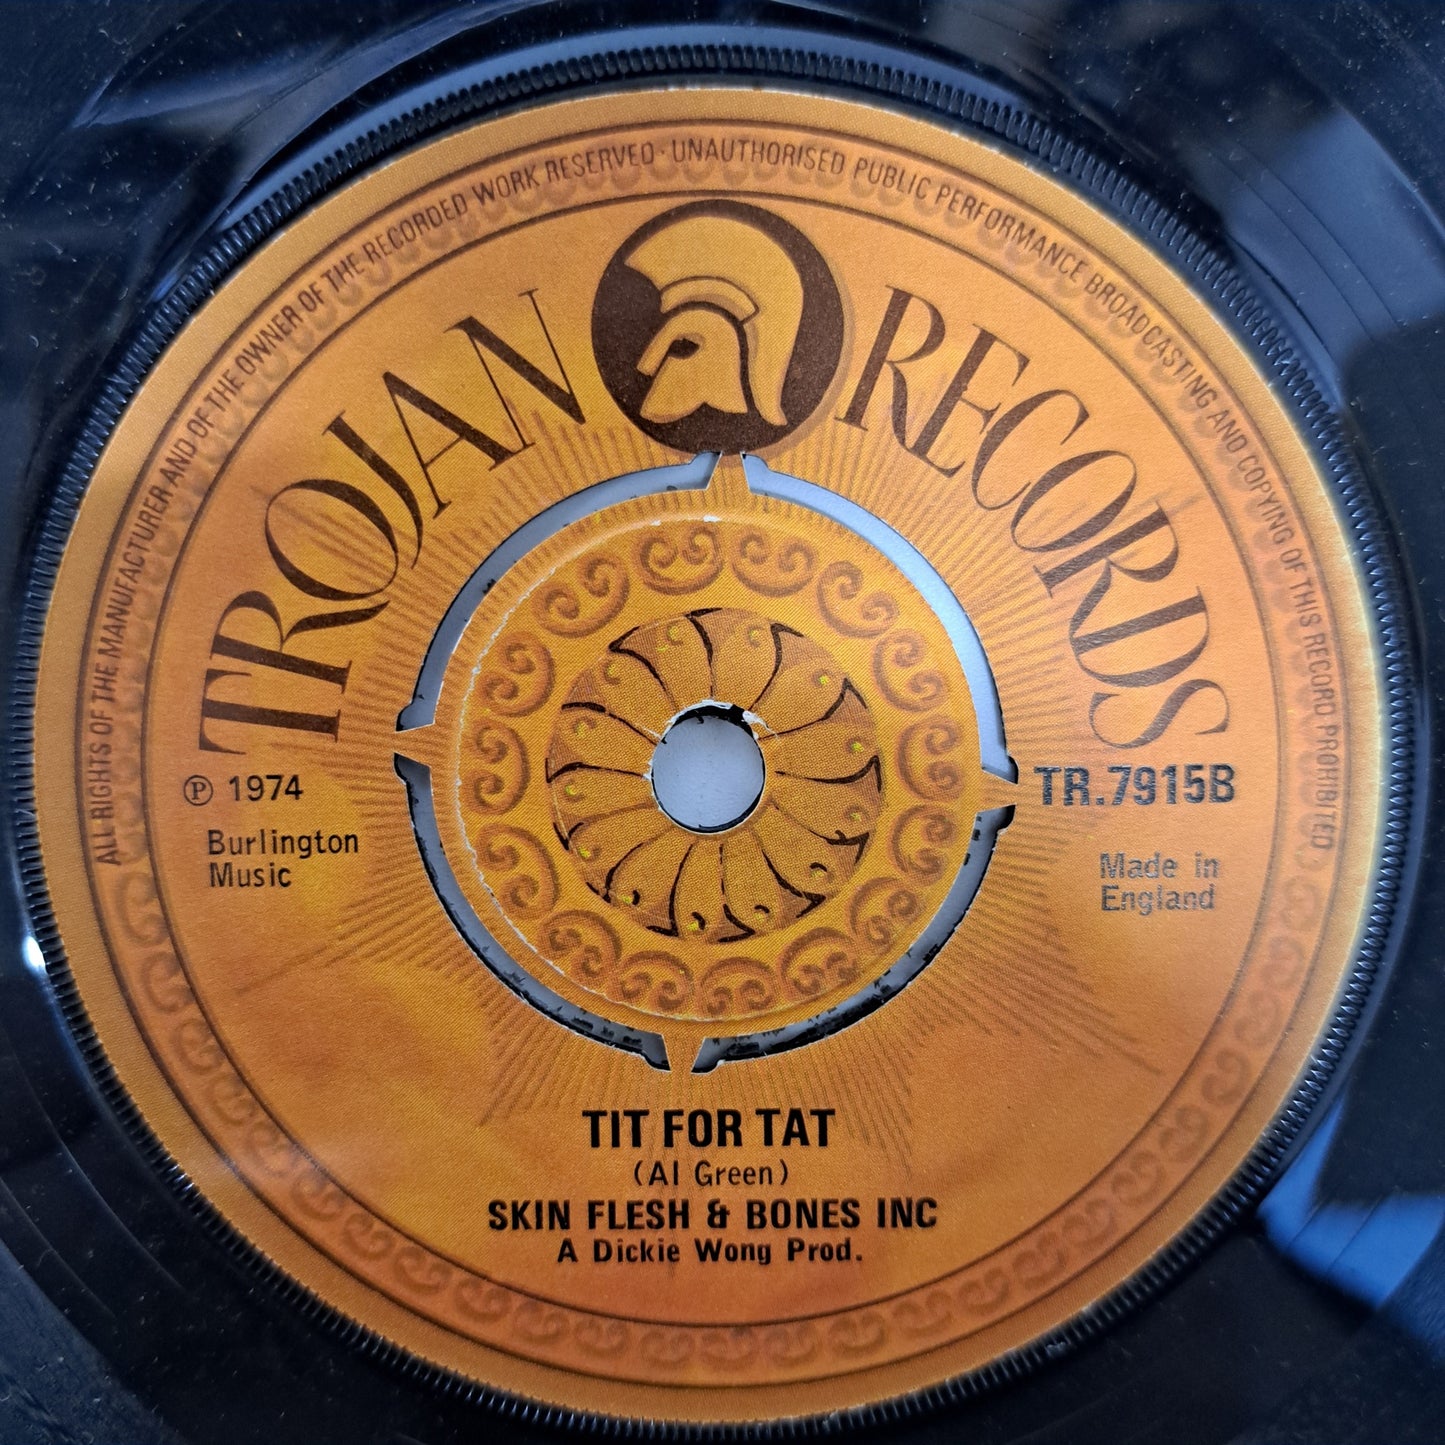 ALL RIGHTS OF THE MANUFACTURER AND OF THE OWNER OF THE RECORDED WORK RESERVED · UNAUTHORISED PUBLIC PERFORMANCE BROADCASTING AND COPYING OF THIS RECORD PROHIBITED
TROJAN RECORDS
℗ 1974
Burlington
Music
TR.7915B
Made in
England
TIT FOR TAT
(Al Green)
SKIN FLESH & BONES INC
A Dickie Wong Prod.